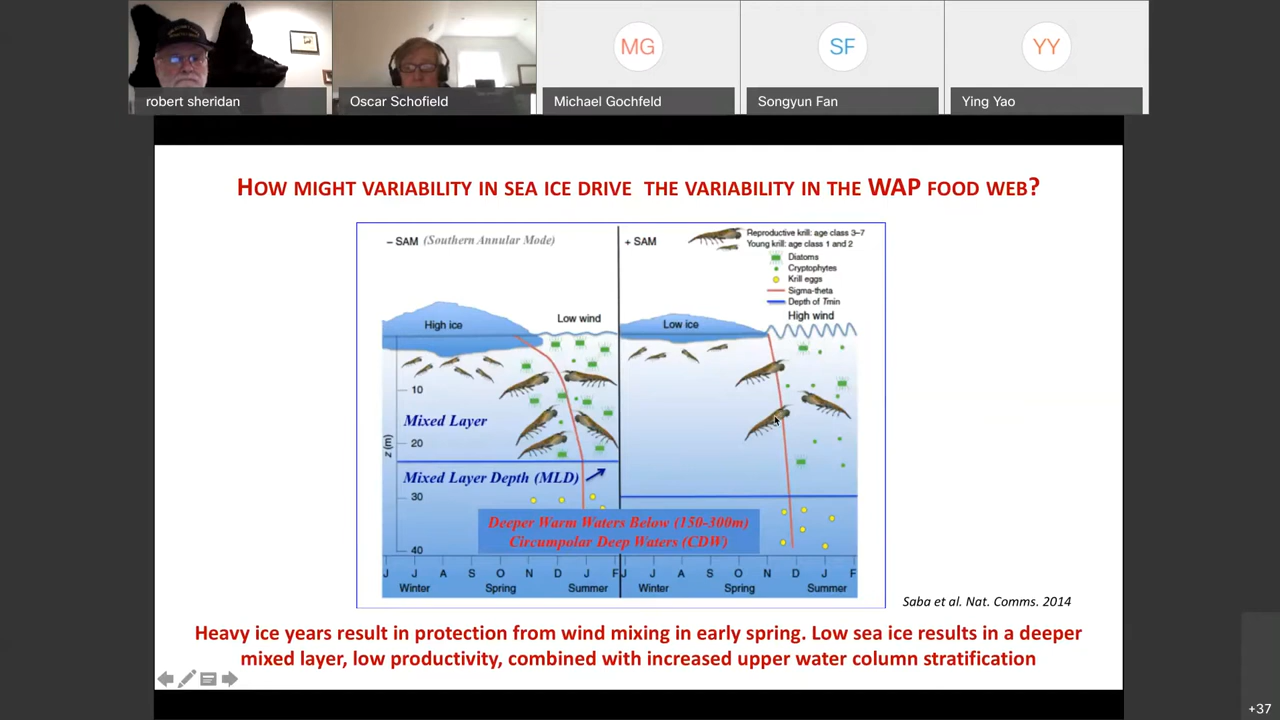 MG
SF
YY
robert sheridan
Oscar Schofield
Michael Gochfeld
Songyun Fan
Ying Yao
HOW MIGHT VARIABILITY IN SEA ICE DRIVE THE VARIABILITY IN THE WAP FOOD WEB?
– SAM (Southern Annular Mode)
+ SAM
Reproductive krill: age class 3–7
Young krill: age class 1 and 2
Diatoms
Cryptophytes
Krill eggs
Sigma-theta
Depth of Tmin
High ice
Low wind
Low ice
High wind
10
Mixed Layer
20
z (m)
Mixed Layer Depth (MLD)
30
Deeper Warm Waters Below (150-300m)
Circumpolar Deep Waters (CDW)
40
J J A S O N D J F J J A S O N D J F
Winter Spring Summer Winter Spring Summer
Saba et al. Nat. Comms. 2014
Heavy ice years result in protection from wind mixing in early spring. Low sea ice results in a deeper
mixed layer, low productivity, combined with increased upper water column stratification
+37